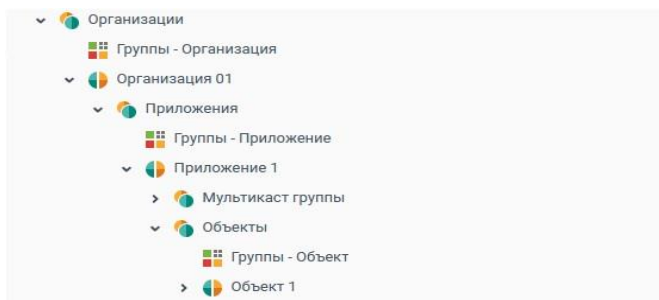 Организации
Группы - Организация
Организация 01
Приложения
Группы - Приложение
Приложение 1
Мультикаст группы
Объекты
Группы - Объект
Объект 1